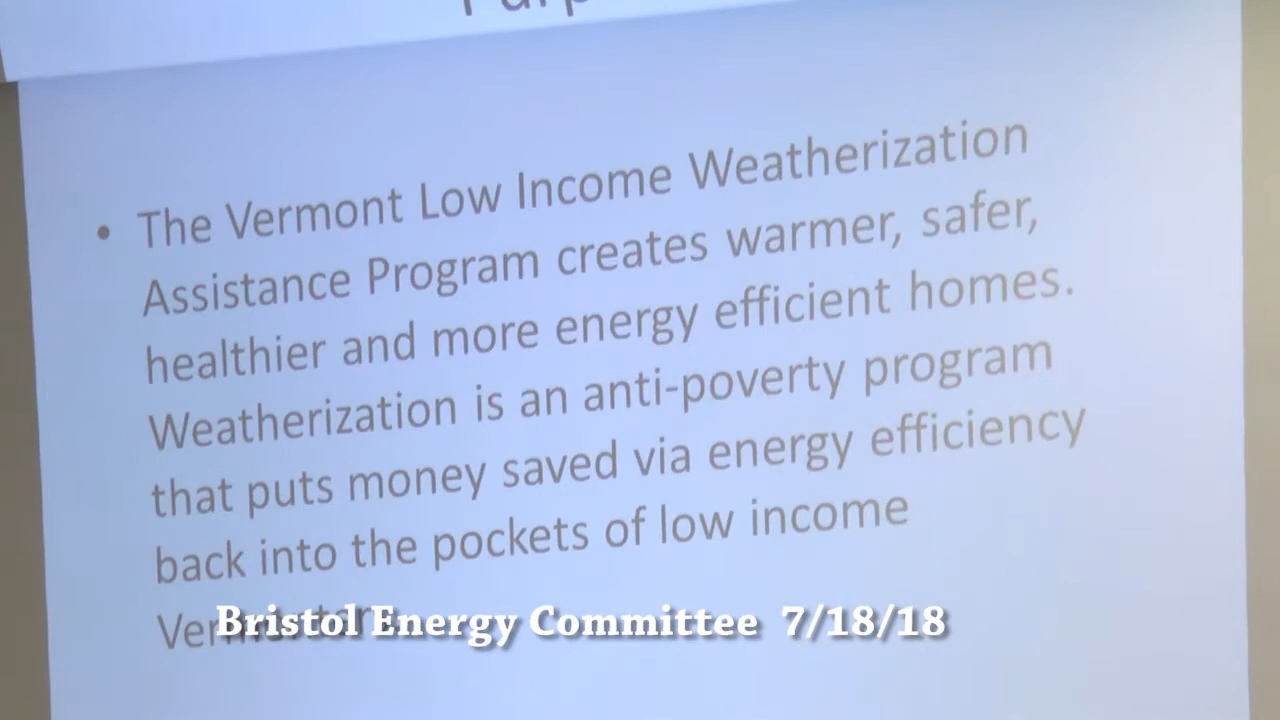 • The Vermont Low Income Weatherization
Assistance Program creates warmer, safer,
healthier and more energy efficient homes.
Weatherization is an anti-poverty program
that puts money saved via energy efficiency
back into the pockets of low income
Bristol Energy Committee 7/18/18